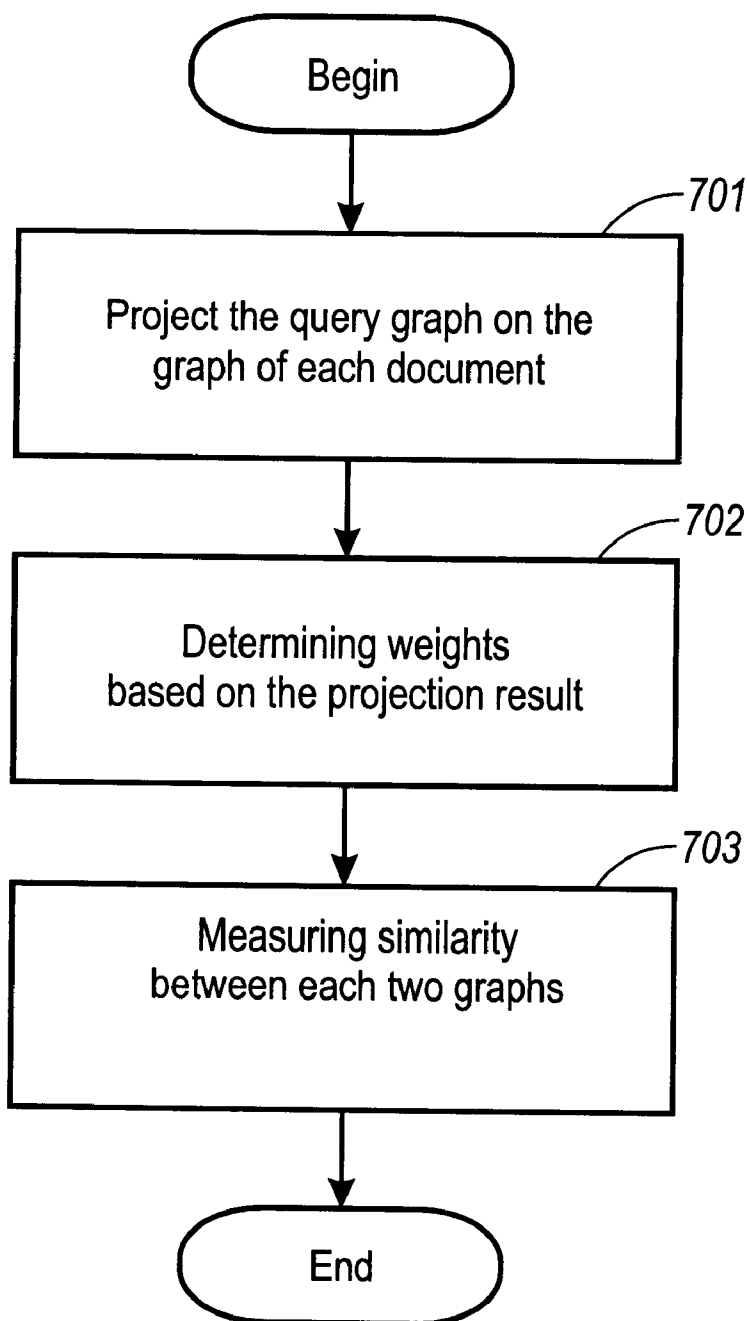 Begin
701
Project the query graph on the
graph of each document
702
Determining weights
based on the projection result
703
Measuring similarity
between each two graphs
End